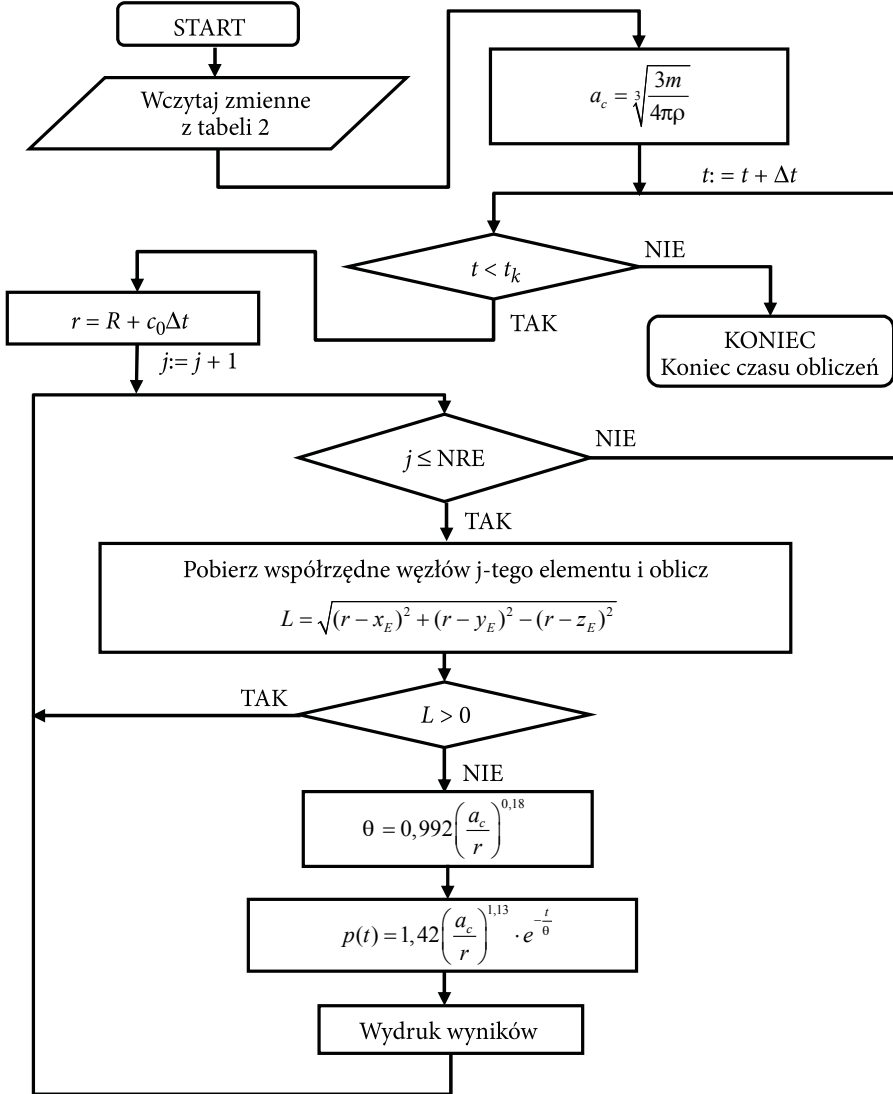 START
Wczytaj zmienne
z tabeli 2
a_c = ∛(3m / 4πρ)
t: = t + Δt
t < t_k
NIE
TAK
KONIEC
Koniec czasu obliczeń
r = R + c₀Δt
j:= j + 1
j ≤ NRE
NIE
TAK
Pobierz współrzędne węzłów j-tego elementu i oblicz
L = √((r − x_E)² + (r − y_E)² − (r − z_E)²)
TAK
L > 0
NIE
θ = 0,992(a_c / r)^0,18
p(t) = 1,42(a_c / r)^1,13 · e^(−t/θ)
Wydruk wyników